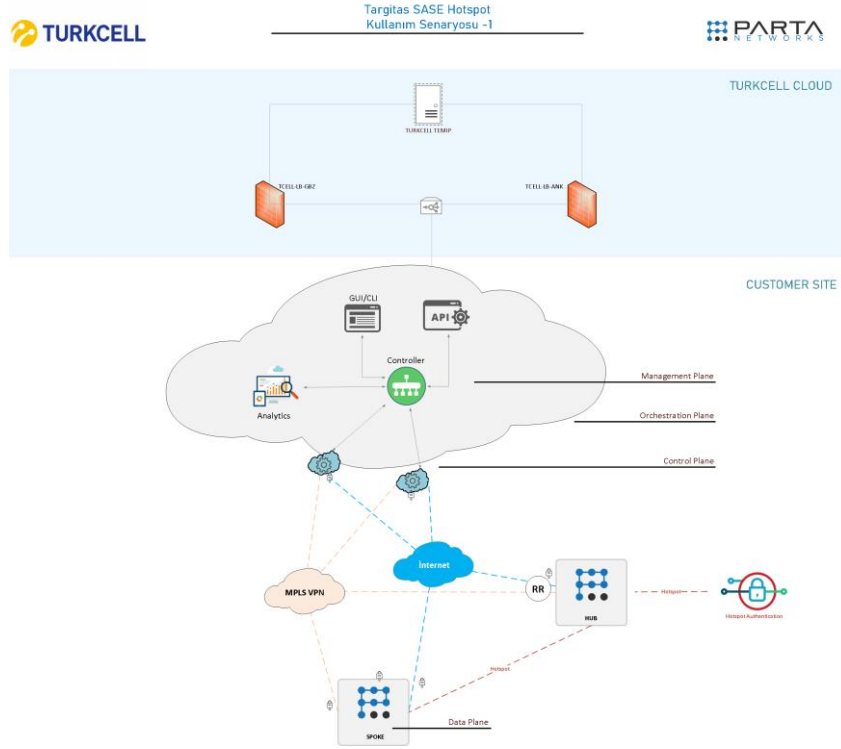 TURKCELL
Targitas SASE Hotspot
Kullanım Senaryosu -1
PARTA
NETWORKS
TURKCELL CLOUD
TURKCELL TEMIP
TCELL-LB-GBZ
TCELL-LB-ANK
CUSTOMER SITE
GUI/CLI
API
Controller
Analytics
Management Plane
Orchestration Plane
Control Plane
İnternet
MPLS VPN
RR
HUB
Hotspot
Hotspot Authentication
Hotspot
SPOKE
Data Plane